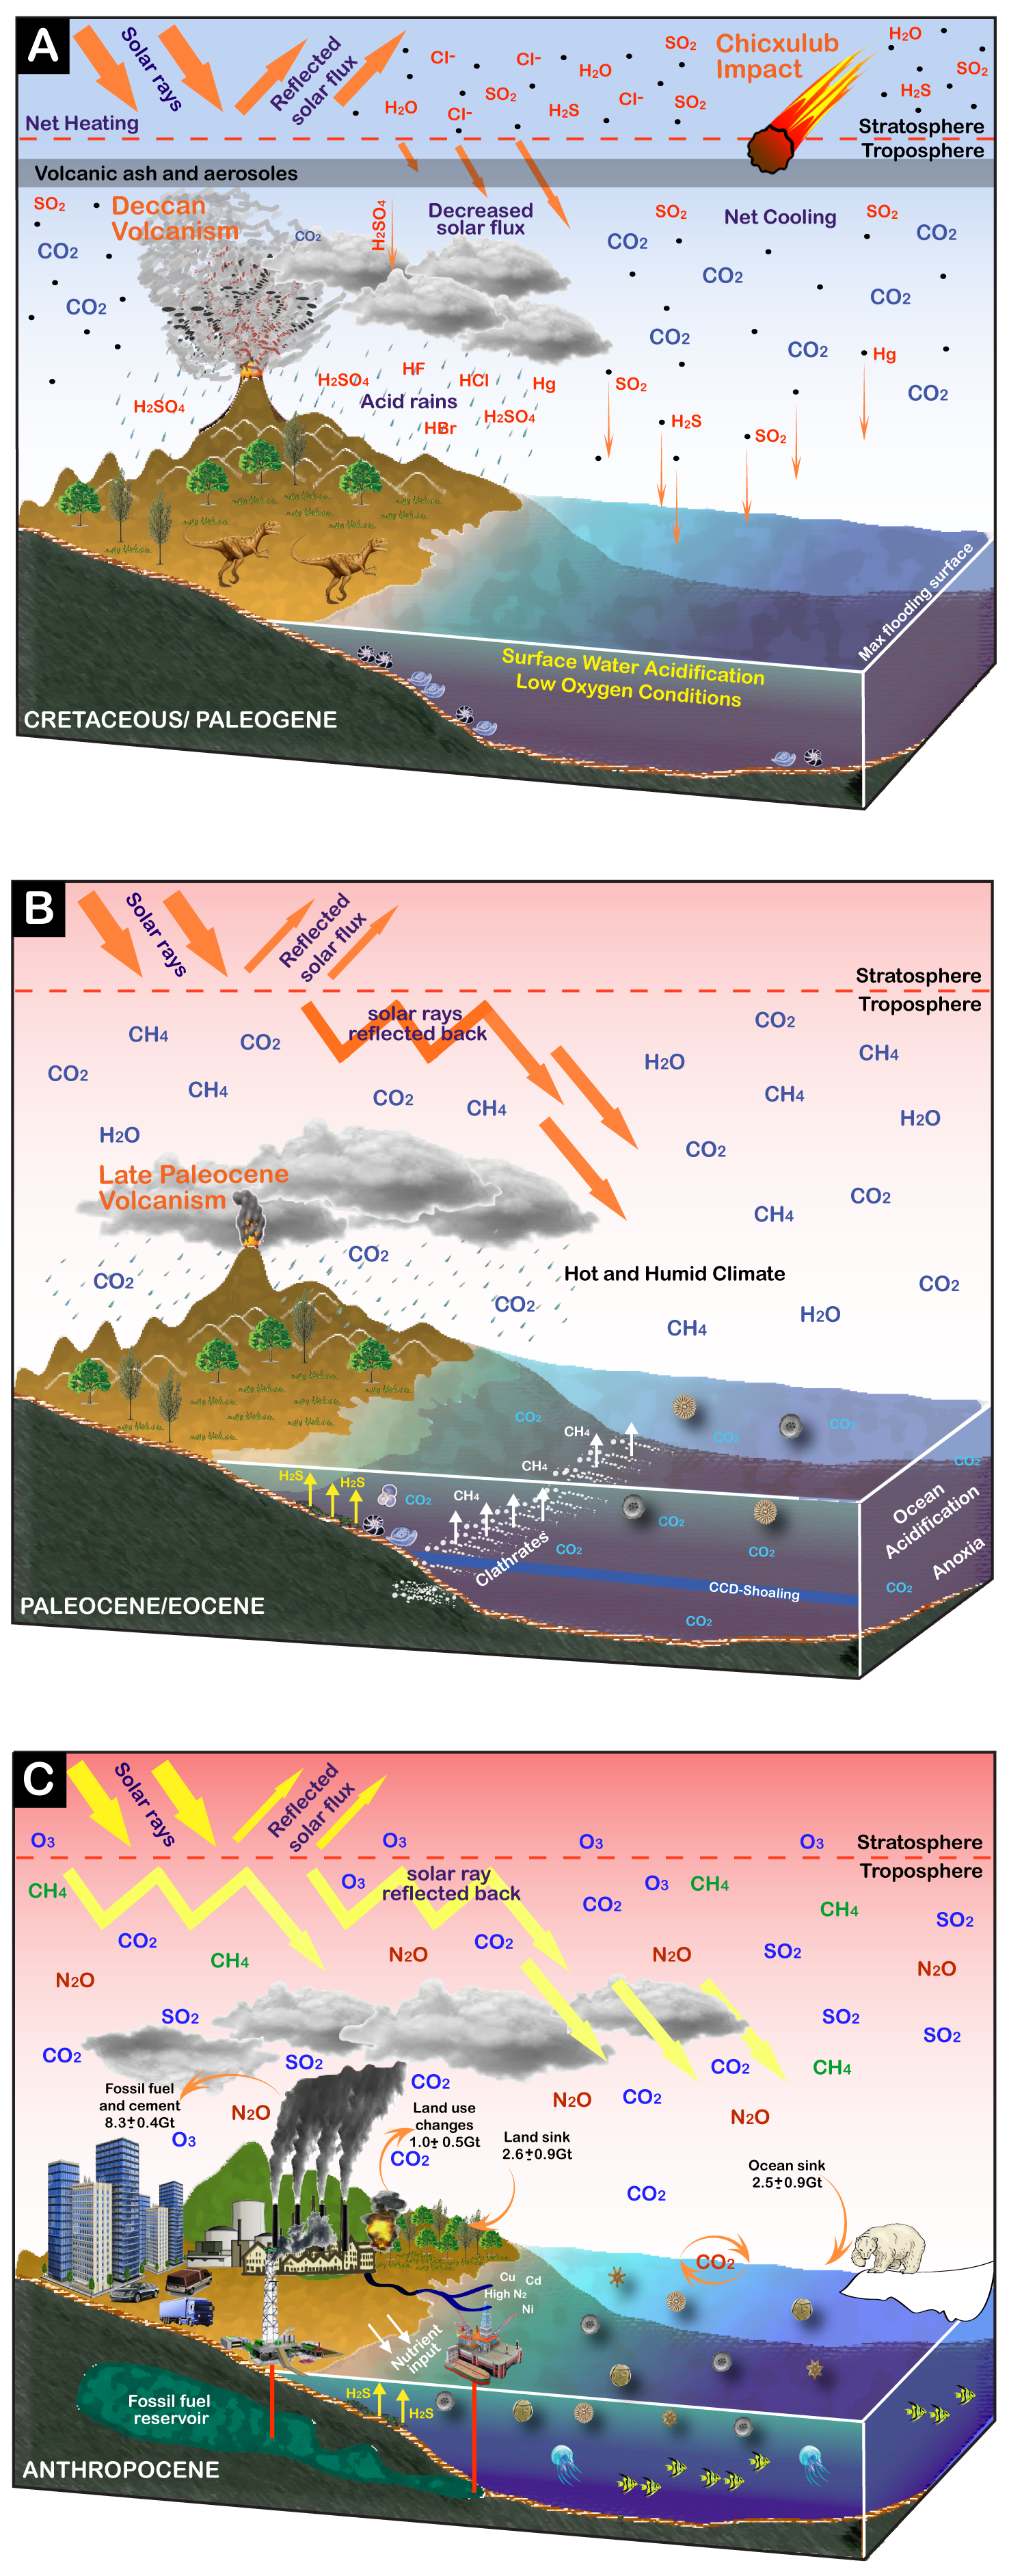 A
Solar rays
Reflected
solar flux
Cl-
Cl-
SO2
Chicxulub
Impact
H2O
H2O
SO2
H2S
SO2
Cl-
SO2
H2O
Cl-
H2S
Net Heating
Stratosphere
Troposphere
Volcanic ash and aerosoles
SO2
Deccan
Volcanism
CO2
H2SO4
Decreased
solar flux
SO2
Net Cooling
SO2
CO2
CO2
CO2
CO2
CO2
CO2
CO2
CO2
Hg
CO2
H2SO4
HF
HCl
Hg
SO2
H2SO4
Acid rains
H2SO4
HBr
H2S
SO2
Max flooding surface
Surface Water Acidification
Low Oxygen Conditions
CRETACEOUS/ PALEOGENE
B
Solar rays
Reflected
solar flux
Stratosphere
Troposphere
solar rays
reflected back
CO2
CH4
CO2
H2O
CH4
CO2
CH4
CO2
CH4
CH4
H2O
H2O
CO2
Late Paleocene
Volcanism
CO2
CH4
CO2
CO2
Hot and Humid Climate
CO2
CO2
H2O
CH4
CO2
CO2
CH4
CO2
CH4
CO2
H2S
H2S
CO2
CH4
CO2
Clathrates
CO2
CO2
Ocean
Acidification
Anoxia
CCD-Shoaling
CO2
CO2
PALEOCENE/EOCENE
C
Solar rays
Reflected
solar flux
O3
O3
O3
O3
Stratosphere
Troposphere
CH4
O3
solar ray
reflected back
O3
CH4
CO2
CH4
SO2
CO2
CH4
N2O
CO2
N2O
SO2
N2O
N2O
SO2
SO2
SO2
CO2
SO2
CO2
CH4
CO2
CO2
Fossil fuel
and cement
8.3±0.4Gt
N2O
Land use
changes
1.0± 0.5Gt
N2O
N2O
O3
CO2
Land sink
2.6±0.9Gt
Ocean sink
2.5±0.9Gt
CO2
CO2
Cu
Cd
High N2
Ni
Nutrient
input
H2S
H2S
Fossil fuel
reservoir
ANTHROPOCENE